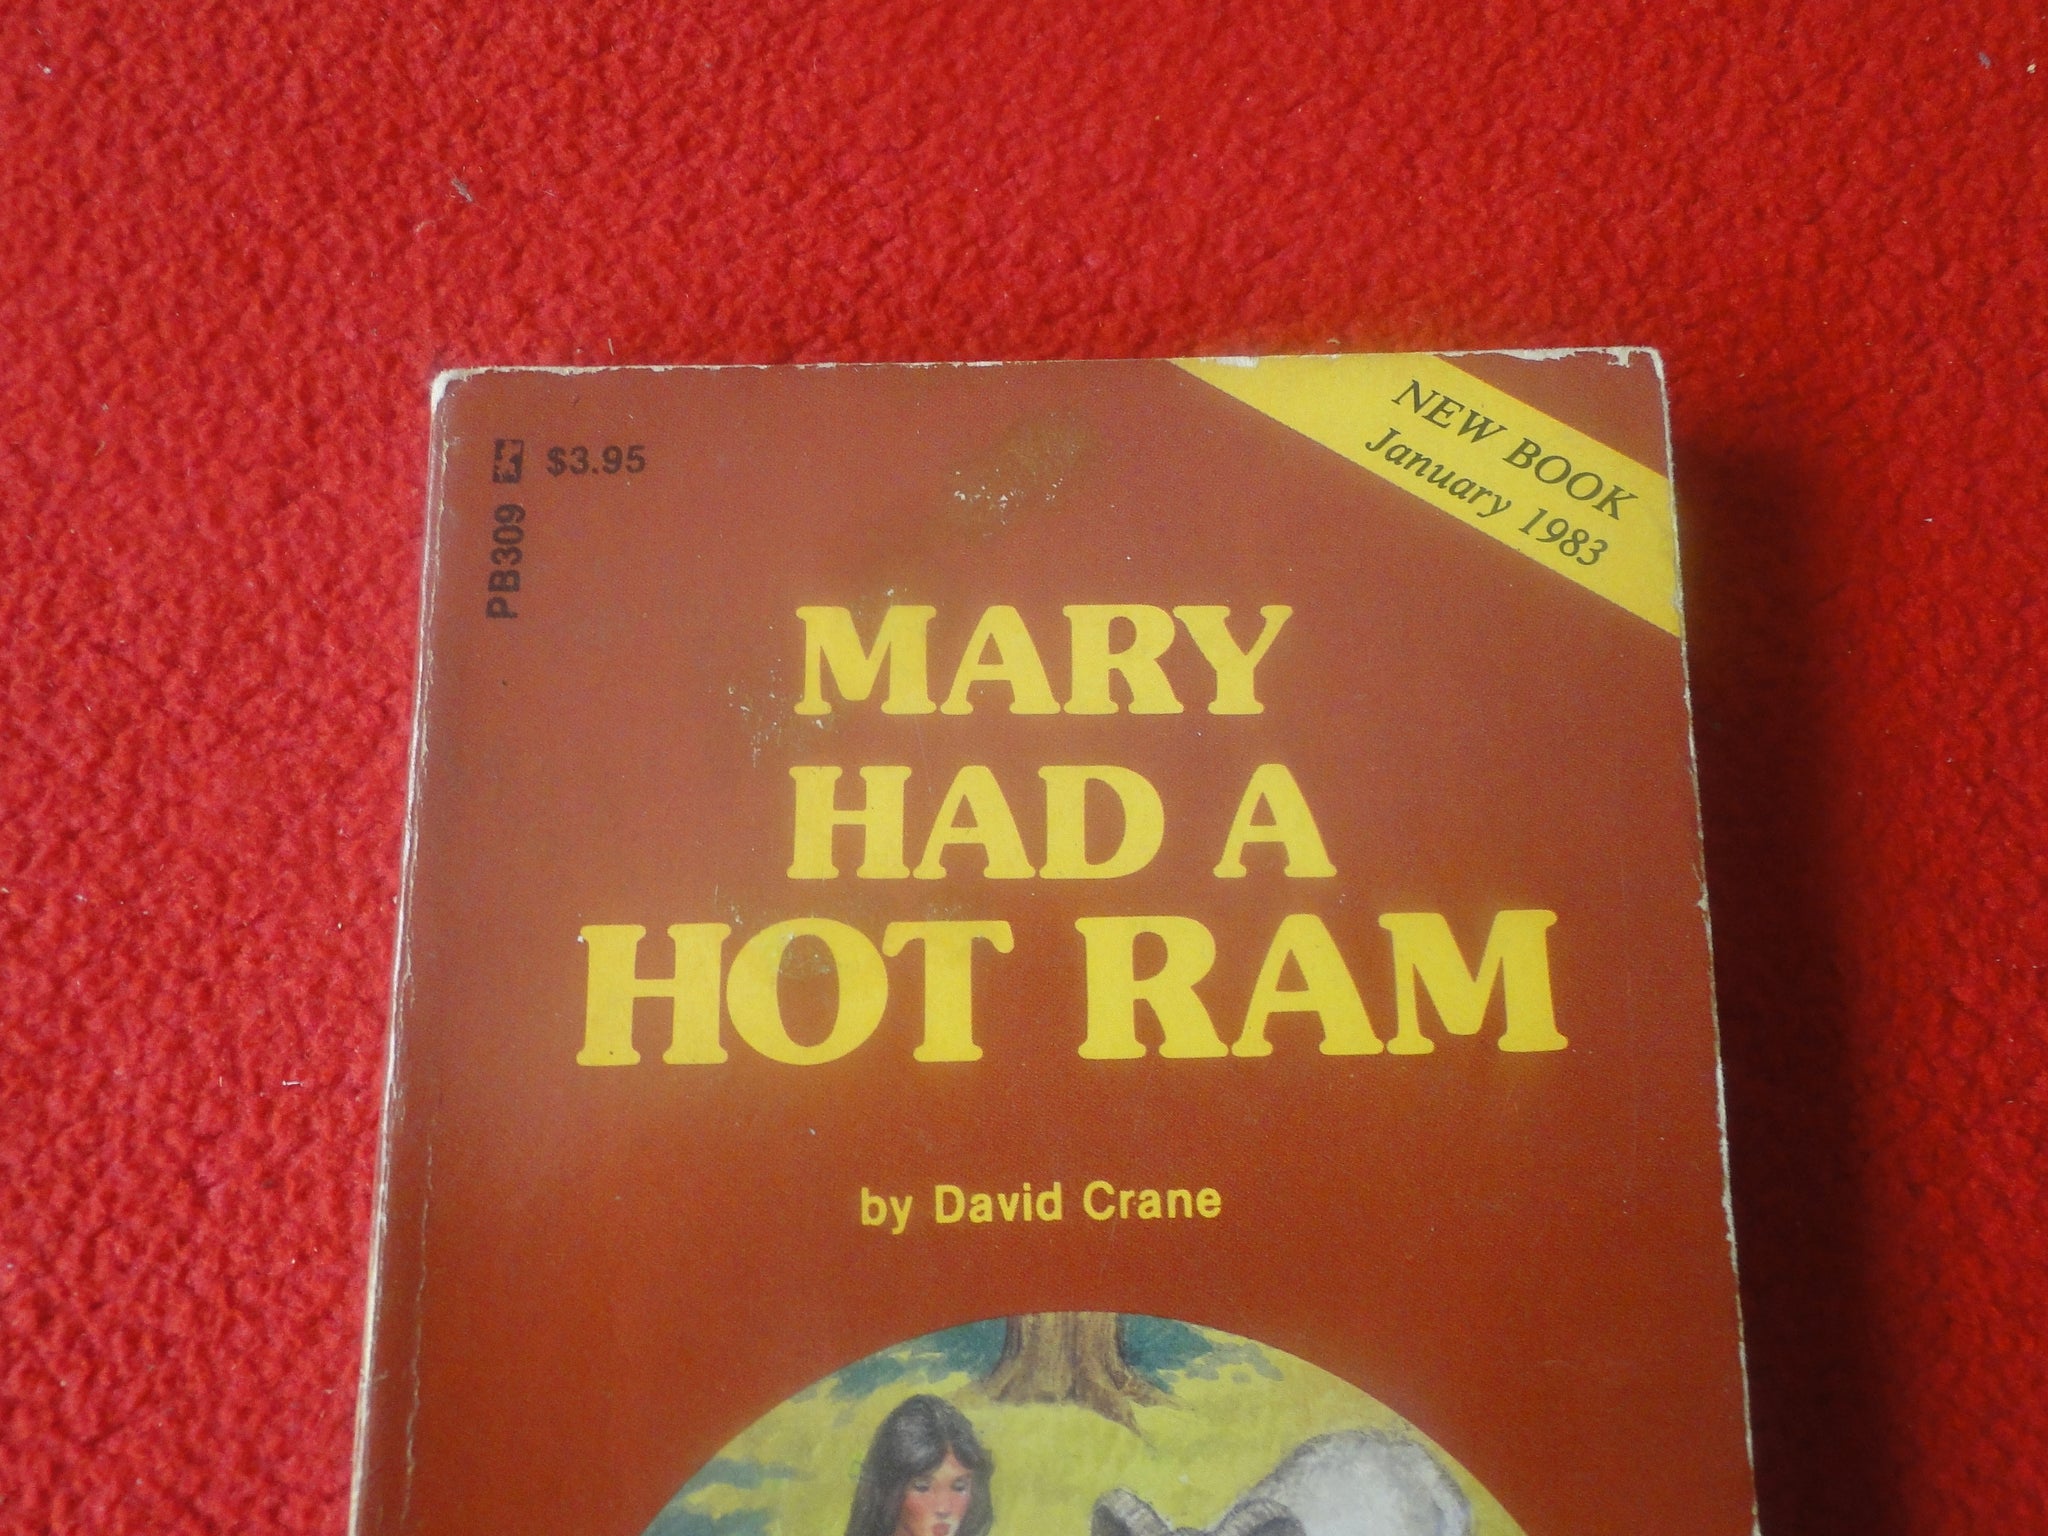 $3.95
PB309
NEW BOOK
January 1983
MARY
HAD A
HOT RAM
by David Crane